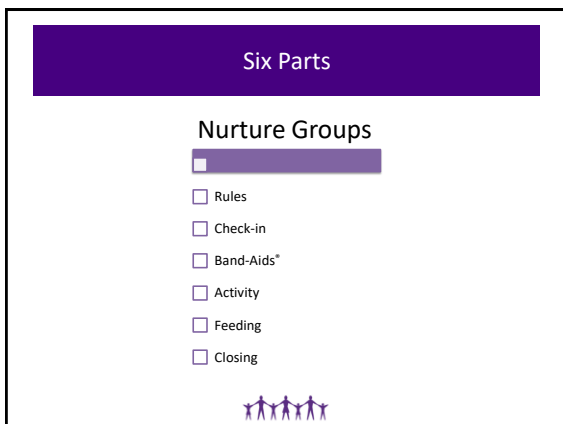 Six Parts
Nurture Groups
Rules
Check-in
Band-Aids®
Activity
Feeding
Closing